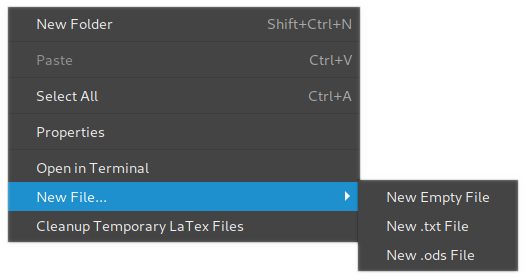 New Folder Shift+Ctrl+N
Paste Ctrl+V
Select All Ctrl+A
Properties
Open in Terminal
New File...
Cleanup Temporary LaTex Files
New Empty File
New .txt File
New .ods File